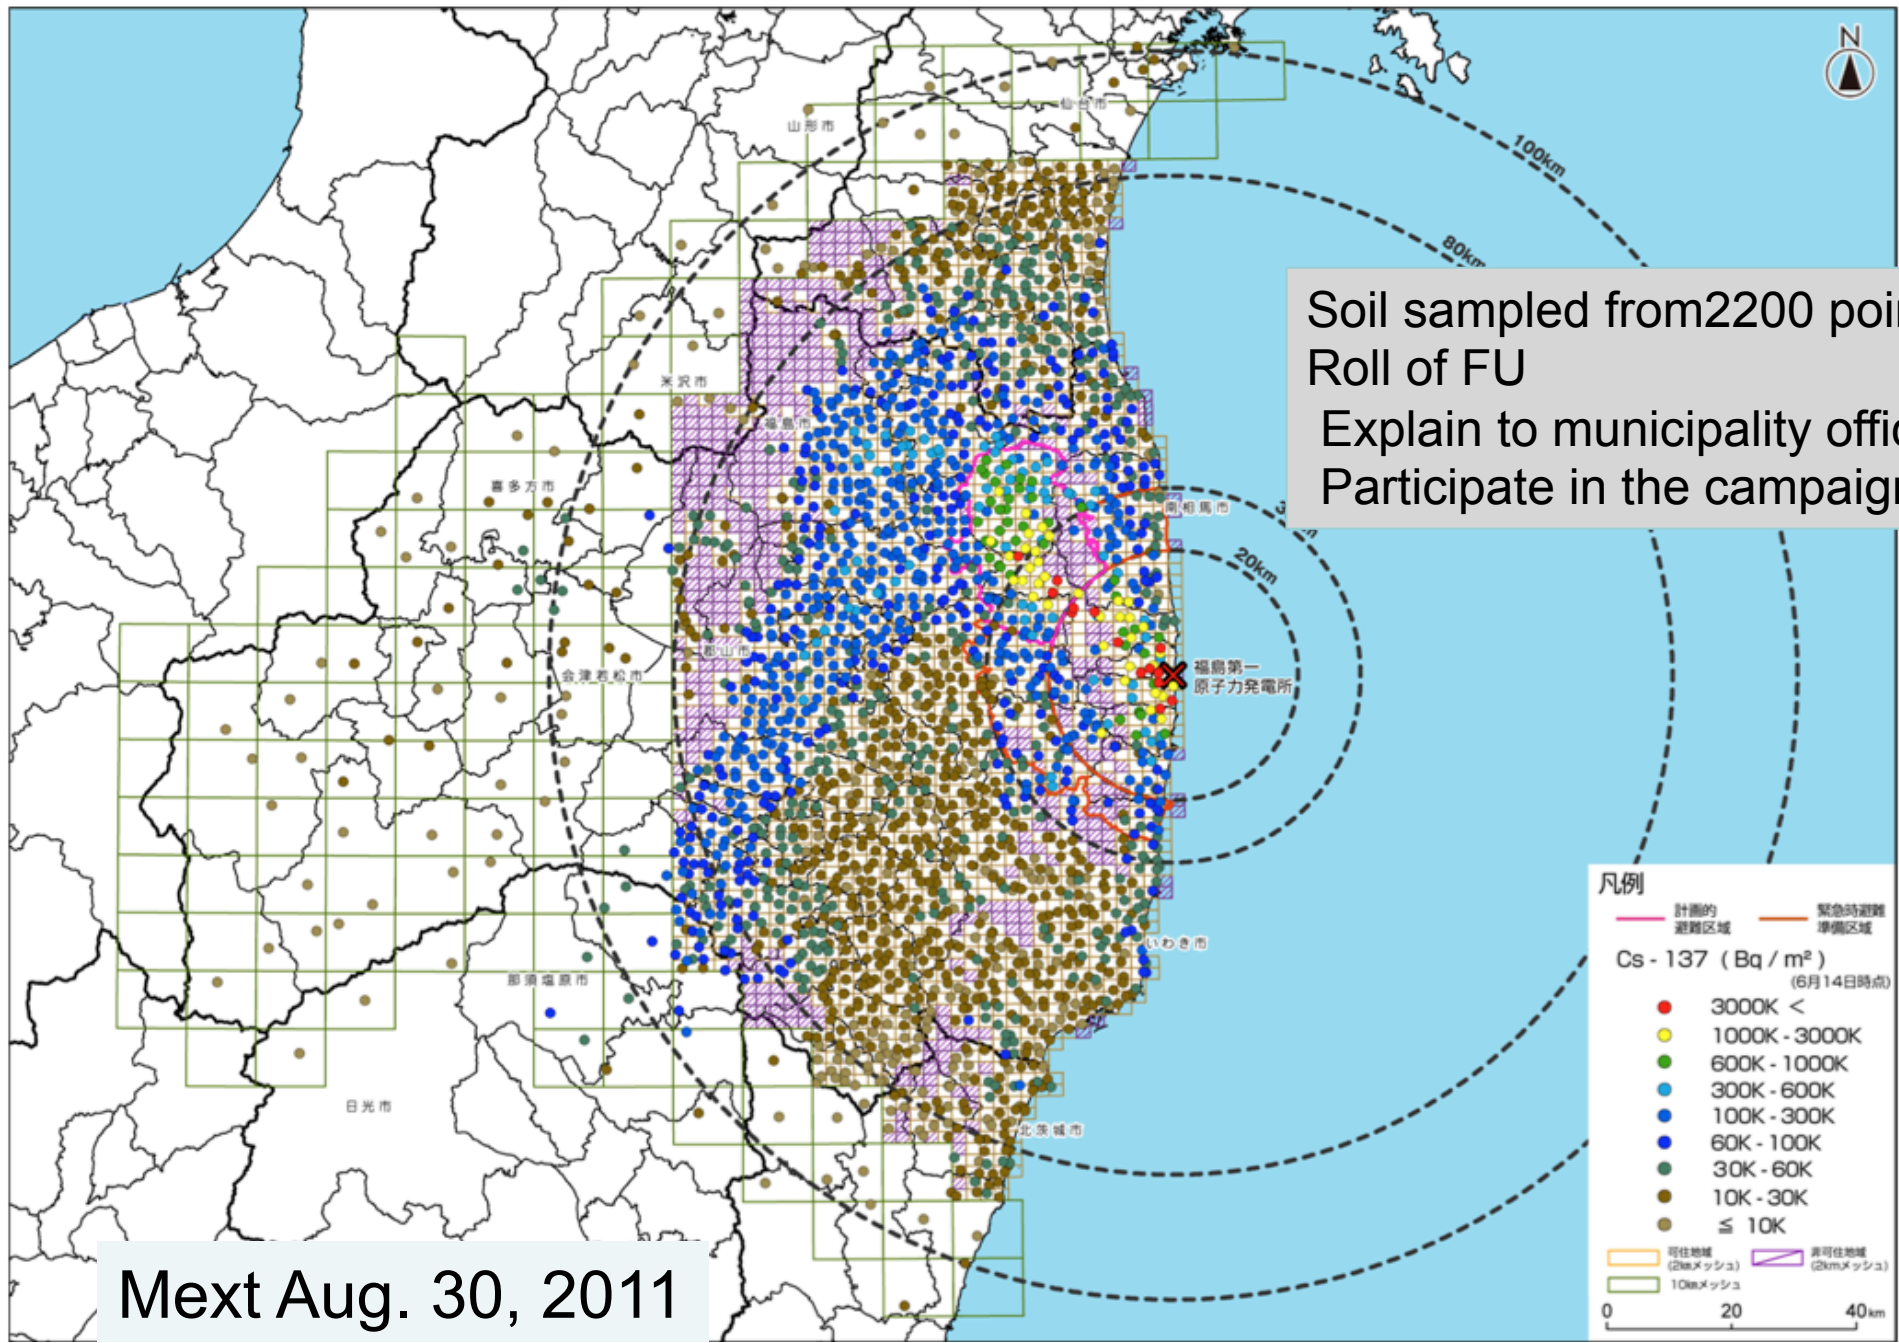 N
仙台市
山形市
100km
80km
Soil sampled from2200 poi
Roll of FU
Explain to municipality offic
Participate in the campaign
米沢市
福島市
喜多方市
南相馬市
20km
郡山市
会津若松市
福島第一
原子力発電所
いわき市
那須塩原市
日光市
北茨城市
凡例
計画的
避難区域
緊急時避難
準備区域
Cs - 137 ( Bq / m² )
(6月14日時点)
3000K <
1000K - 3000K
600K - 1000K
300K - 600K
100K - 300K
60K - 100K
30K - 60K
10K - 30K
≦ 10K
可住地域
(2kmメッシュ)
非可住地域
(2kmメッシュ)
10kmメッシュ
0 20 40km
Mext Aug. 30, 2011